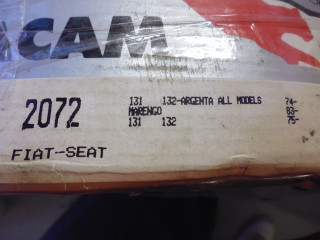 ACAM
2072
131 132-ARGENTA ALL MODELS 74-
MARENGO 83-
131 132 75-
FIAT-SEAT